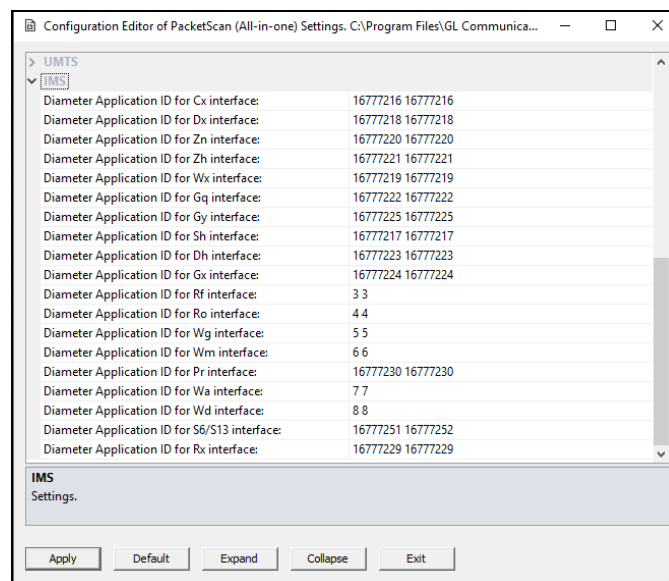 Configuration Editor of PacketScan (All-in-one) Settings. C:\Program Files\GL Communica...
UMTS
IMS
Diameter Application ID for Cx interface: 16777216 16777216
Diameter Application ID for Dx interface: 16777218 16777218
Diameter Application ID for Zn interface: 16777220 16777220
Diameter Application ID for Zh interface: 16777221 16777221
Diameter Application ID for Wx interface: 16777219 16777219
Diameter Application ID for Gq interface: 16777222 16777222
Diameter Application ID for Gy interface: 16777225 16777225
Diameter Application ID for Sh interface: 16777217 16777217
Diameter Application ID for Dh interface: 16777223 16777223
Diameter Application ID for Gx interface: 16777224 16777224
Diameter Application ID for Rf interface: 3 3
Diameter Application ID for Ro interface: 4 4
Diameter Application ID for Wg interface: 5 5
Diameter Application ID for Wm interface: 6 6
Diameter Application ID for Pr interface: 16777230 16777230
Diameter Application ID for Wa interface: 7 7
Diameter Application ID for Wd interface: 8 8
Diameter Application ID for S6/S13 interface: 16777251 16777252
Diameter Application ID for Rx interface: 16777229 16777229
IMS
Settings.
Apply Default Expand Collapse Exit